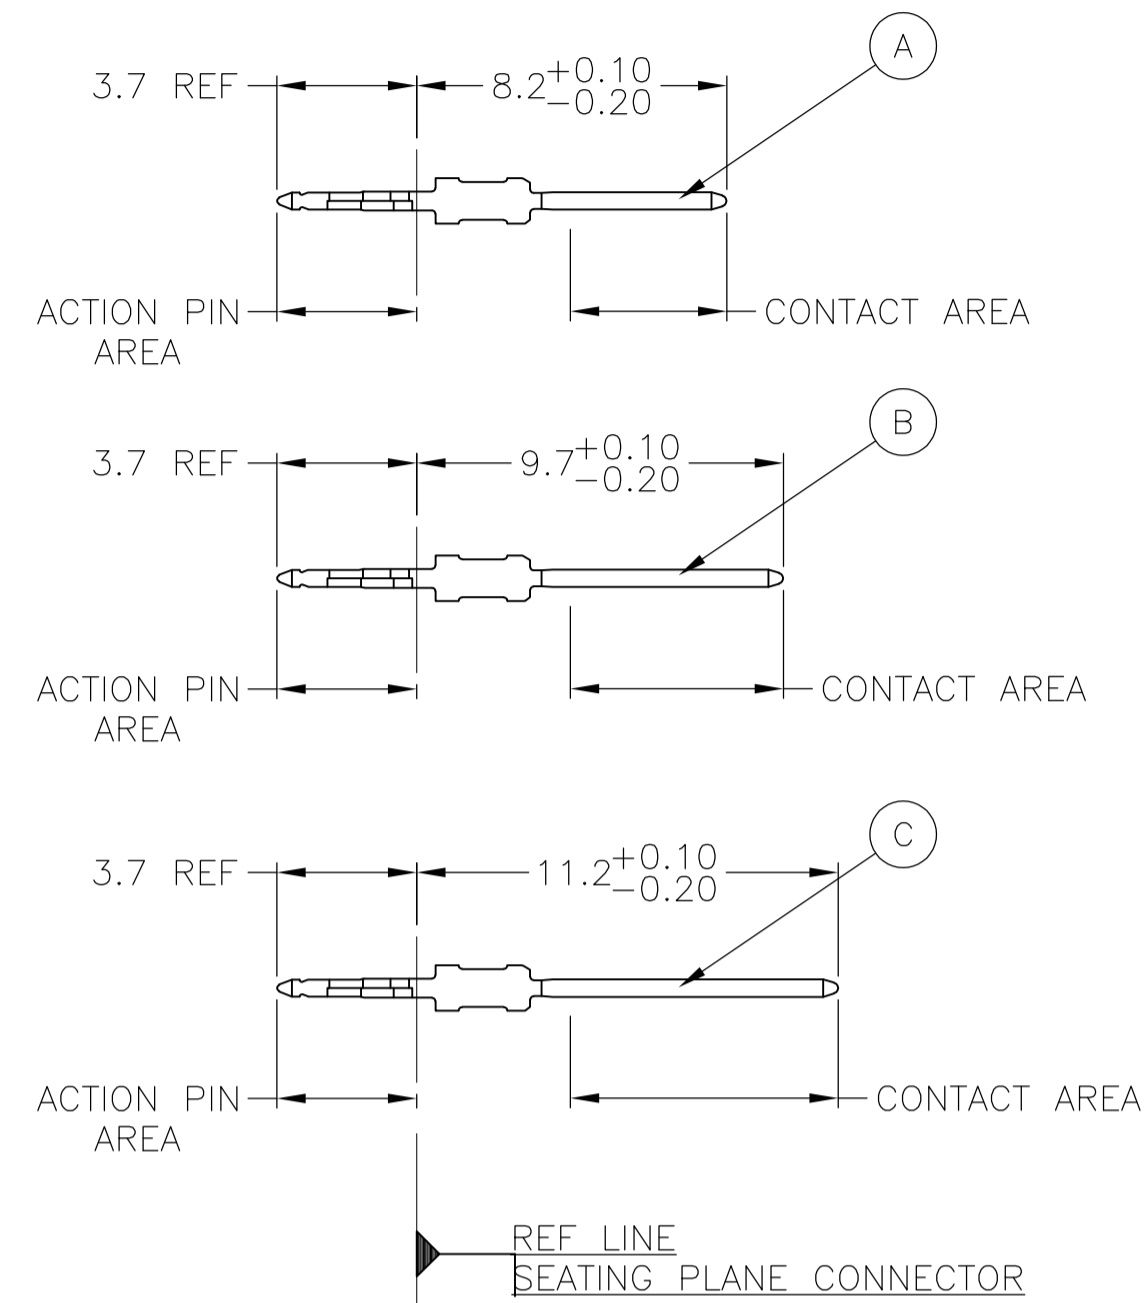 A
3.7 REF
8.2 +0.10
-0.20
ACTION PIN
AREA
CONTACT AREA
B
3.7 REF
9.7 +0.10
-0.20
ACTION PIN
AREA
CONTACT AREA
C
3.7 REF
11.2 +0.10
-0.20
ACTION PIN
AREA
CONTACT AREA
REF LINE
SEATING PLANE CONNECTOR